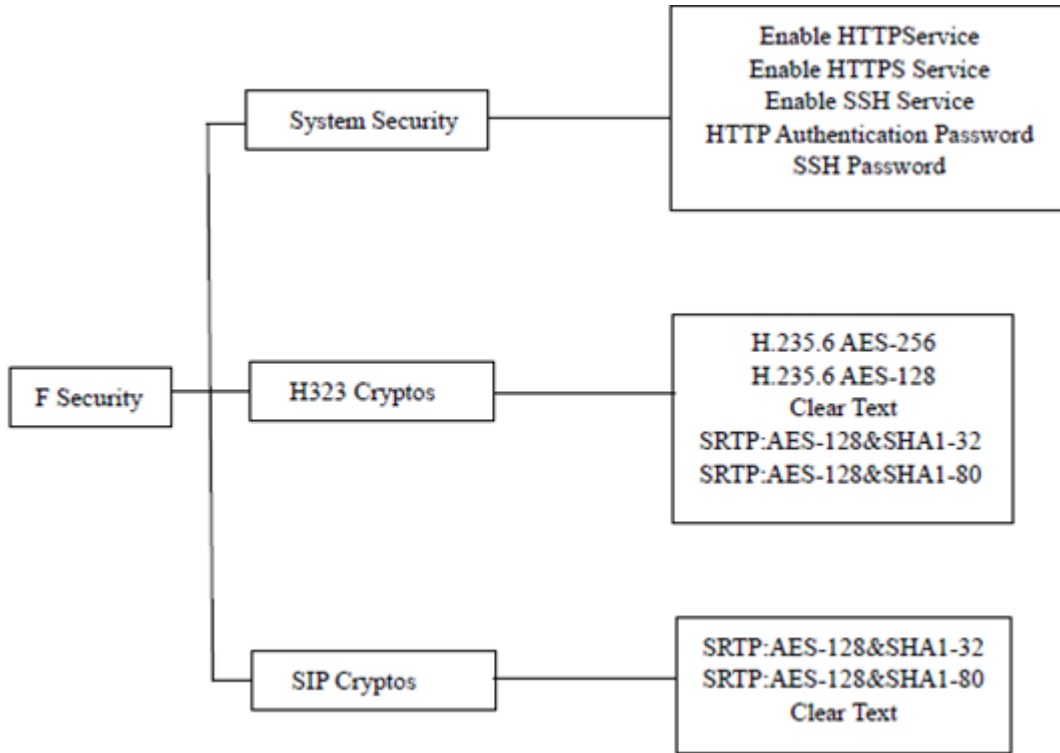 Enable HTTPService
Enable HTTPS Service
Enable SSH Service
HTTP Authentication Password
SSH Password
System Security
H.235.6 AES-256
H.235.6 AES-128
Clear Text
SRTP:AES-128&SHA1-32
SRTP:AES-128&SHA1-80
H323 Cryptos
F Security
SRTP:AES-128&SHA1-32
SRTP:AES-128&SHA1-80
Clear Text
SIP Cryptos